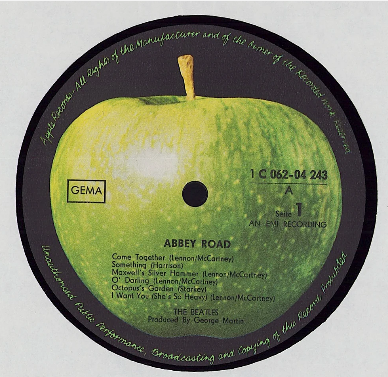 Apple Records. All Rights of the Manufacturer and of the Owner of the Recorded Work Reserved
1 C 062-04 243
A
GEMA
Seite 1
AN EMI RECORDING
ABBEY ROAD
Come Together (Lennon/McCartney)
Something (Harrison)
Maxwell's Silver Hammer (Lennon/McCartney)
O' Darling (Lennon/McCartney)
Octopus's Garden (Starkey)
I Want You (She's So Heavy) (Lennon/McCartney)
THE BEATLES
Produced By George Martin
Unauthorised Public Performance, Broadcasting and Copying of this Record Prohibited